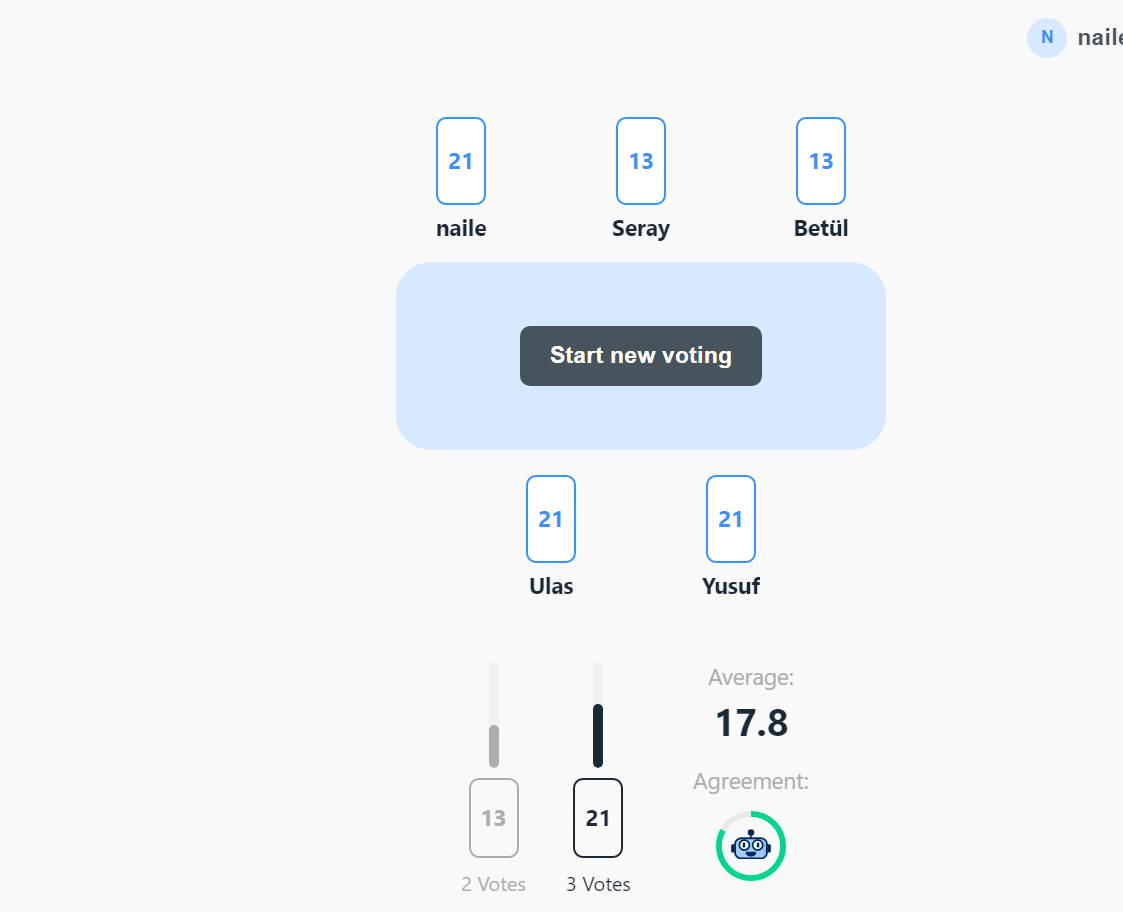 N naile
21 13 13
naile Seray Betül
Start new voting
21 21
Ulas Yusuf
Average:
17.8
Agreement:
13 21
2 Votes 3 Votes